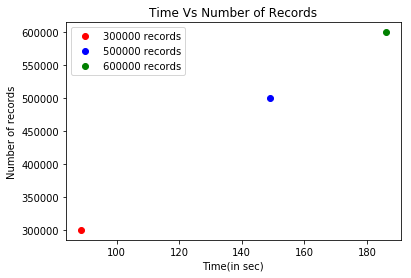 Time Vs Number of Records
300000 records
500000 records
600000 records
Number of records
600000
550000
500000
450000
400000
350000
300000
100 120 140 160 180
Time(in sec)